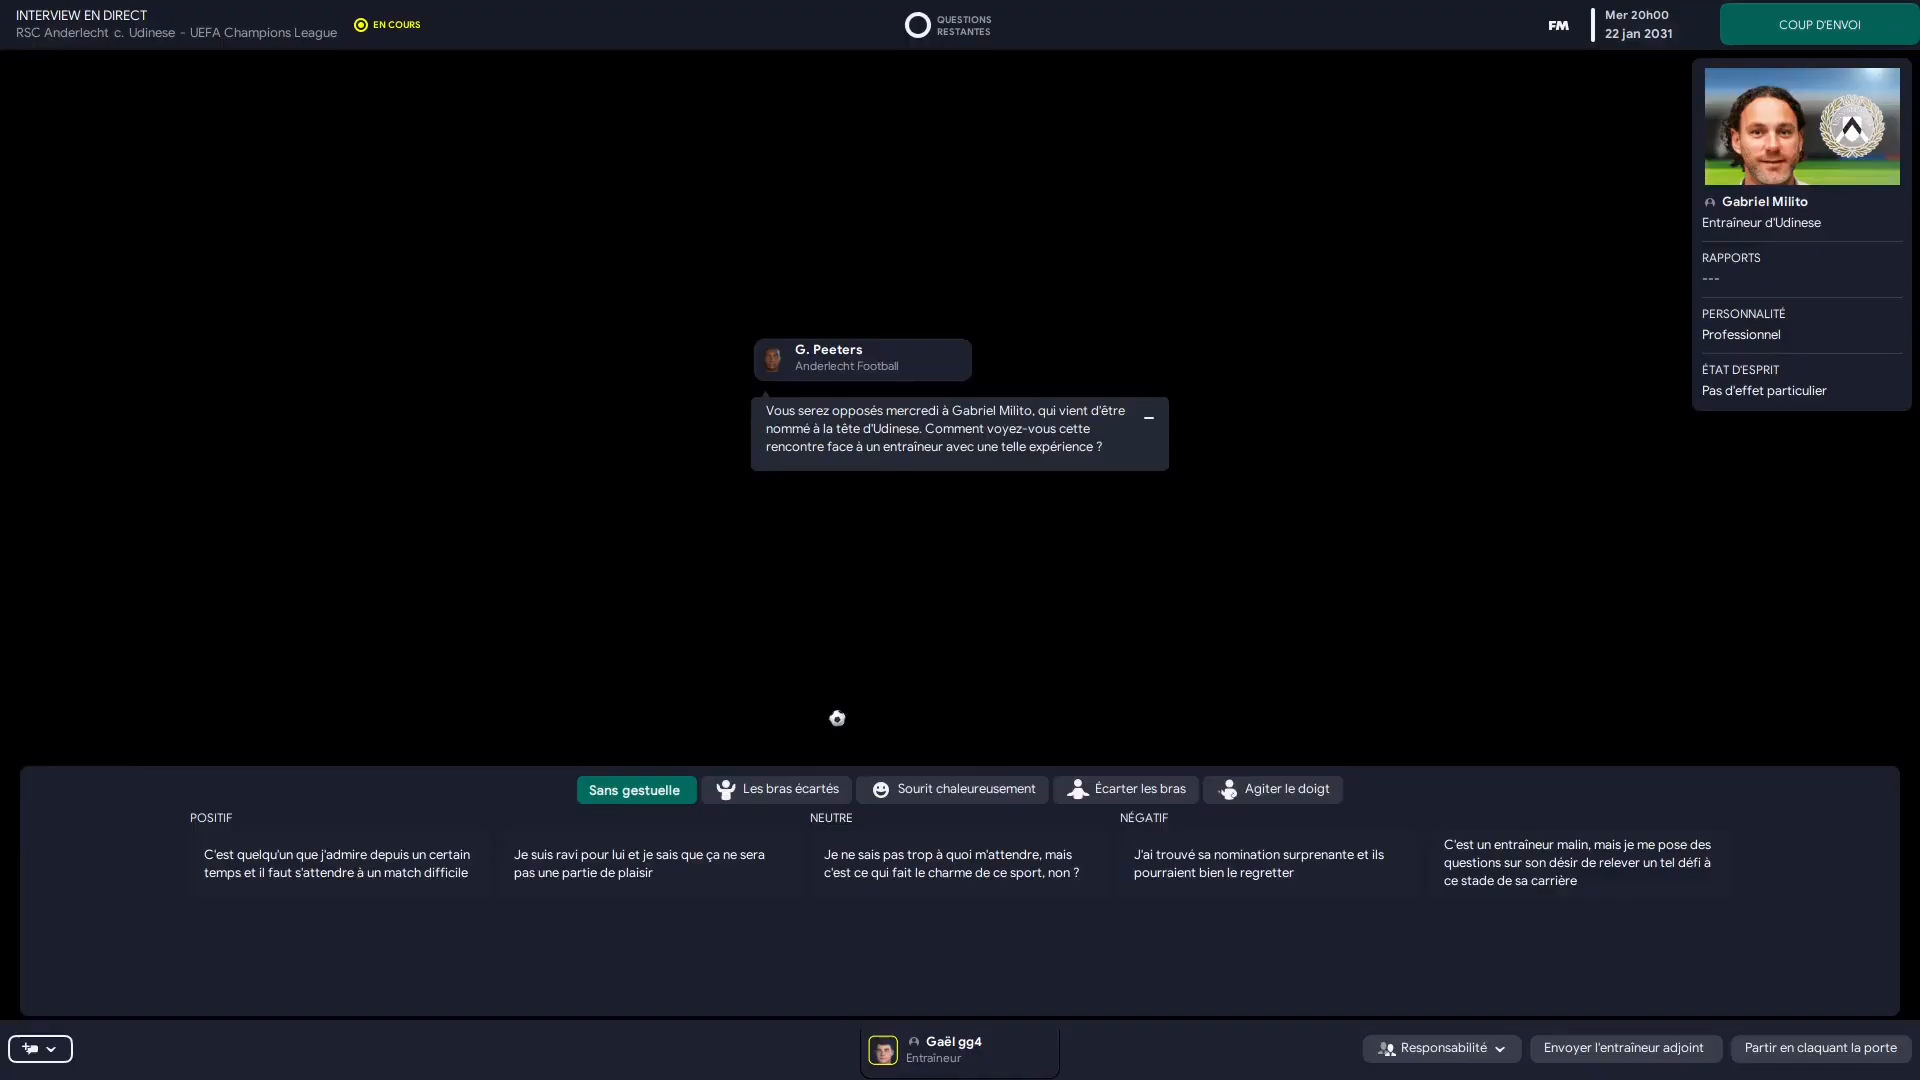 INTERVIEW EN DIRECT
RSC Anderlecht c. Udinese - UEFA Champions League
EN COURS
QUESTIONS
RESTANTES
FM
Mer 20h00
22 jan 2031
COUP D'ENVOI
Gabriel Milito
Entraîneur d'Udinese
RAPPORTS
---
PERSONNALITÉ
Professionnel
ÉTAT D'ESPRIT
Pas d'effet particulier
G. Peeters
Anderlecht Football
Vous serez opposés mercredi à Gabriel Milito, qui vient d'être
nommé à la tête d'Udinese. Comment voyez-vous cette
rencontre face à un entraîneur avec une telle expérience ?
Sans gestuelle
Les bras écartés
Sourit chaleureusement
Écarter les bras
Agiter le doigt
POSITIF
NEUTRE
NÉGATIF
C'est quelqu'un que j'admire depuis un certain
temps et il faut s'attendre à un match difficile
Je suis ravi pour lui et je sais que ça ne sera
pas une partie de plaisir
Je ne sais pas trop à quoi m'attendre, mais
c'est ce qui fait le charme de ce sport, non ?
J'ai trouvé sa nomination surprenante et ils
pourraient bien le regretter
C'est un entraîneur malin, mais je me pose des
questions sur son désir de relever un tel défi à
ce stade de sa carrière
Gaël gg4
Entraîneur
Responsabilité
Envoyer l'entraîneur adjoint
Partir en claquant la porte